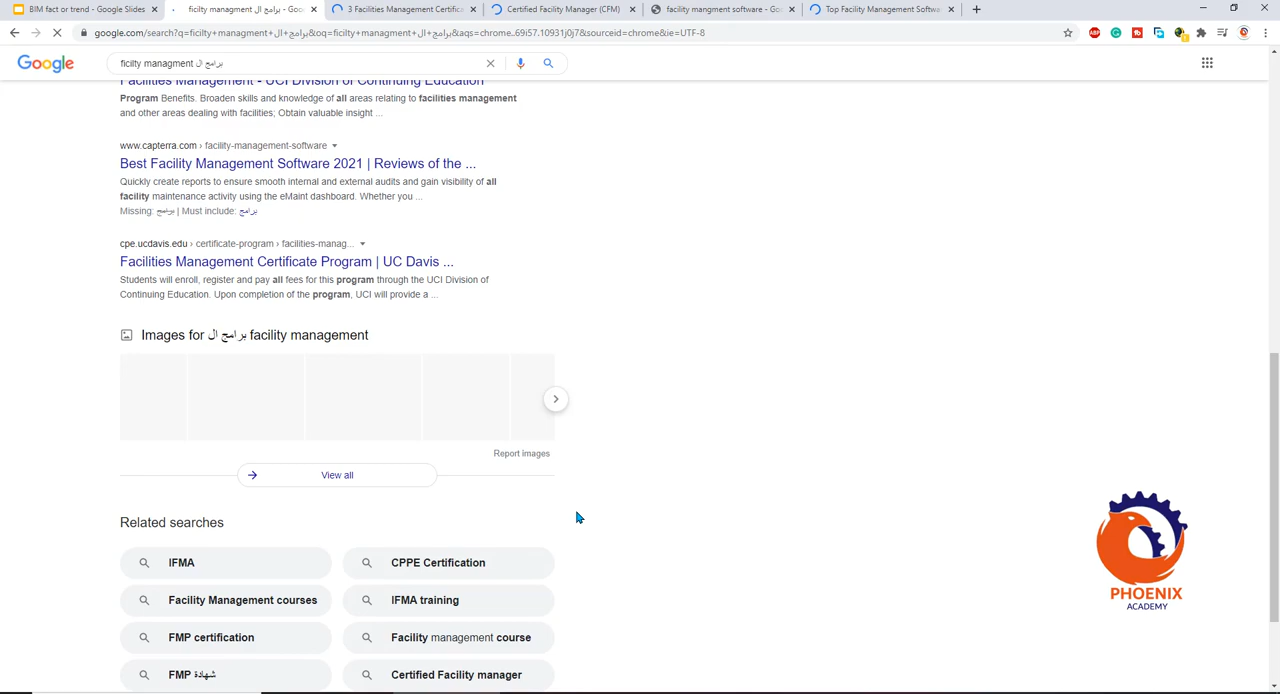 BIM fact or trend - Google Slides
ficilty managment برامج ال - Goo
3 Facilities Management Certifica
Certified Facility Manager (CFM)
facility mangment software - Goo
Top Facility Management Softwa
google.com/search?q=ficilty+managment+برامج+ال&oq=ficilty+managment+برامج+ال&aqs=chrome..69i57.10931j0j7&sourceid=chrome&ie=UTF-8
Google
ficilty managment برامج ال
Facilities Management - UCI Division of Continuing Education
Program Benefits. Broaden skills and knowledge of all areas relating to facilities management
and other areas dealing with facilities; Obtain valuable insight ...
www.capterra.com › facility-management-software
Best Facility Management Software 2021 | Reviews of the ...
Quickly create reports to ensure smooth internal and external audits and gain visibility of all
facility maintenance activity using the eMaint dashboard. Whether you ...
Missing: برامج | Must include: برامج
cpe.ucdavis.edu › certificate-program › facilities-manag...
Facilities Management Certificate Program | UC Davis ...
Students will enroll, register and pay all fees for this program through the UCI Division of
Continuing Education. Upon completion of the program, UCI will provide a ...
Images for برامج ال facility management
Report images
View all
Related searches
IFMA
CPPE Certification
Facility Management courses
IFMA training
FMP certification
Facility management course
FMP شهادة
Certified Facility manager
PHOENIX
ACADEMY